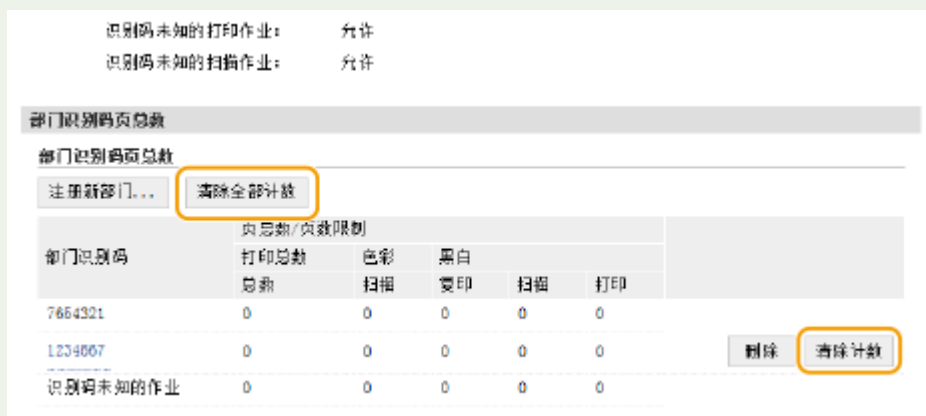 识别码未知的打印作业: 允许
识别码未知的扫描作业: 允许
部门识别码页总数
部门识别码页总数
注册新部门... 清除全部计数
页总数/页数限制
部门识别码 打印总数 色彩 黑白
总数 扫描 复印 扫描 打印
7654321 0 0 0 0 0
1234567 0 0 0 0 0 删除 清除计数
识别码未知的作业 0 0 0 0 0